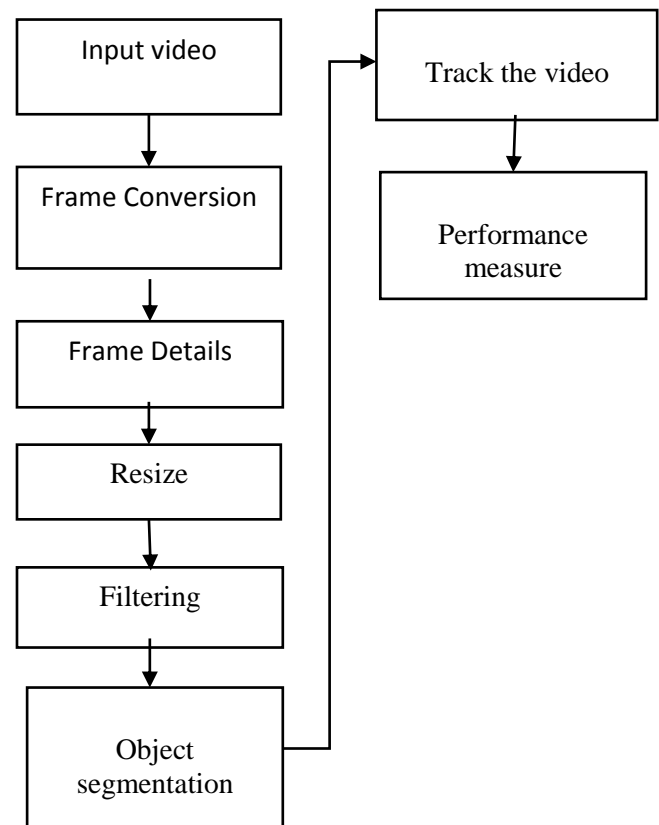 Input video
Frame Conversion
Frame Details
Resize
Filtering
Object
segmentation
Track the video
Performance
measure